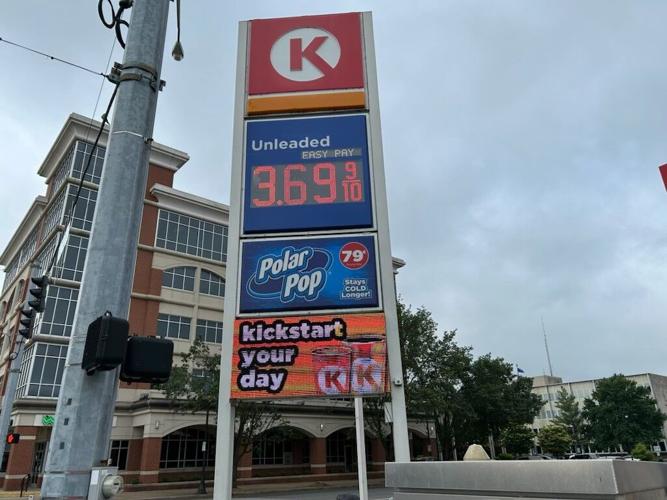 K
Unleaded
EASY PAY
3.69 9/10
Polar
Pop
79¢
Stays
COLD
Longer!
kickstart
your
day
K K